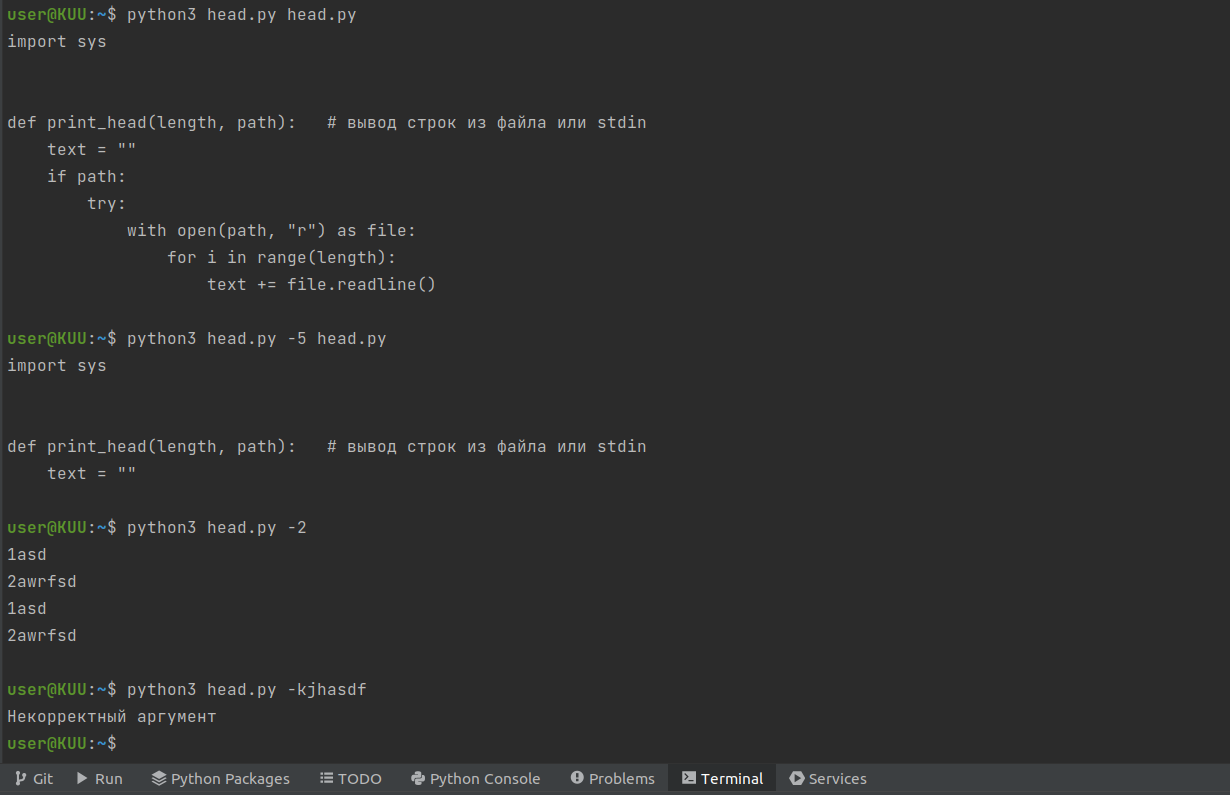 user@KUU:~$ python3 head.py head.py
import sys
def print_head(length, path):   # вывод строк из файла или stdin
    text = ""
    if path:
        try:
            with open(path, "r") as file:
                for i in range(length):
                    text += file.readline()
user@KUU:~$ python3 head.py -5 head.py
import sys
def print_head(length, path):   # вывод строк из файла или stdin
    text = ""
user@KUU:~$ python3 head.py -2
1asd
2awrfsd
1asd
2awrfsd
user@KUU:~$ python3 head.py -kjhasdf
Некорректный аргумент
user@KUU:~$
Git Run Python Packages TODO Python Console Problems Terminal Services